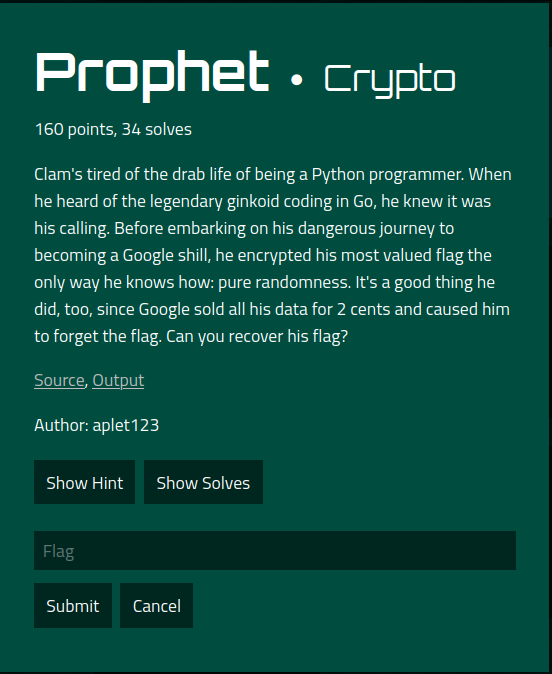 Prophet • Crypto
160 points, 34 solves
Clam's tired of the drab life of being a Python programmer. When
he heard of the legendary ginkoid coding in Go, he knew it was
his calling. Before embarking on his dangerous journey to
becoming a Google shill, he encrypted his most valued flag the
only way he knows how: pure randomness. It's a good thing he
did, too, since Google sold all his data for 2 cents and caused him
to forget the flag. Can you recover his flag?
Source, Output
Author: aplet123
Show Hint Show Solves
Flag
Submit Cancel